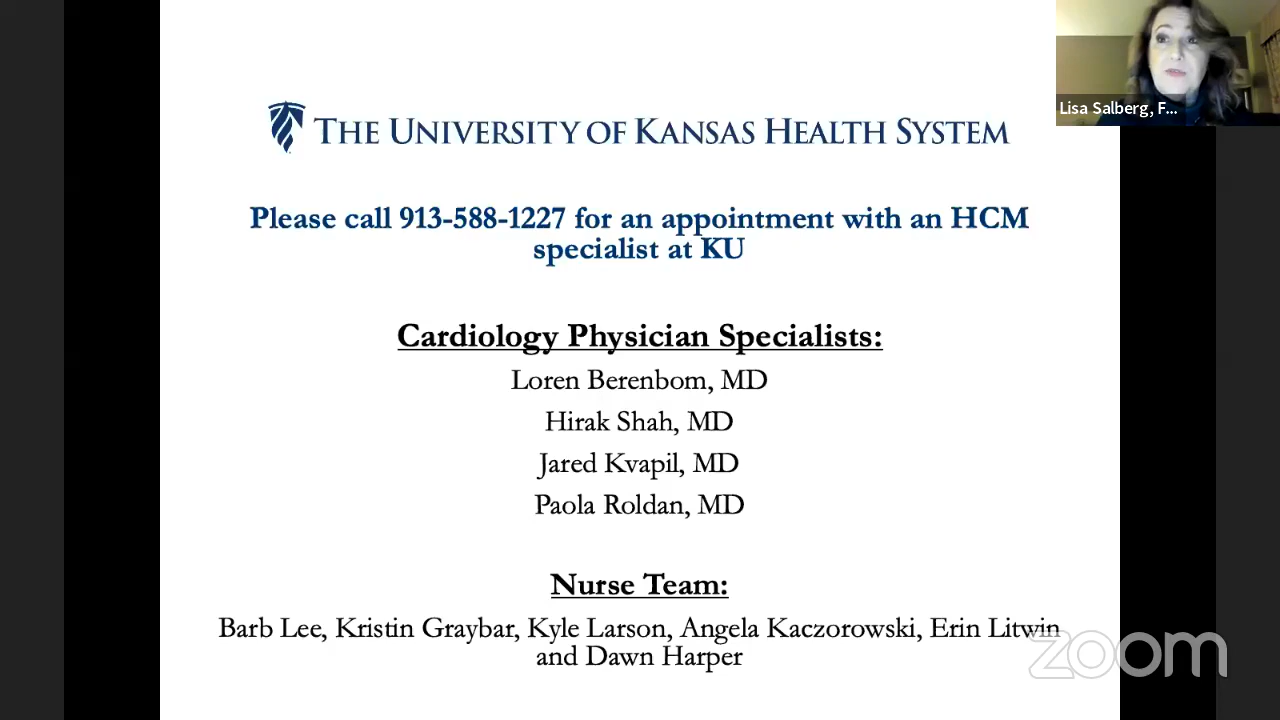 THE UNIVERSITY OF KANSAS HEALTH SYSTEM
Lisa Salberg, F...
Please call 913-588-1227 for an appointment with an HCM
specialist at KU
Cardiology Physician Specialists:
Loren Berenbom, MD
Hirak Shah, MD
Jared Kvapil, MD
Paola Roldan, MD
Nurse Team:
Barb Lee, Kristin Graybar, Kyle Larson, Angela Kaczorowski, Erin Litwin
and Dawn Harper
zoom